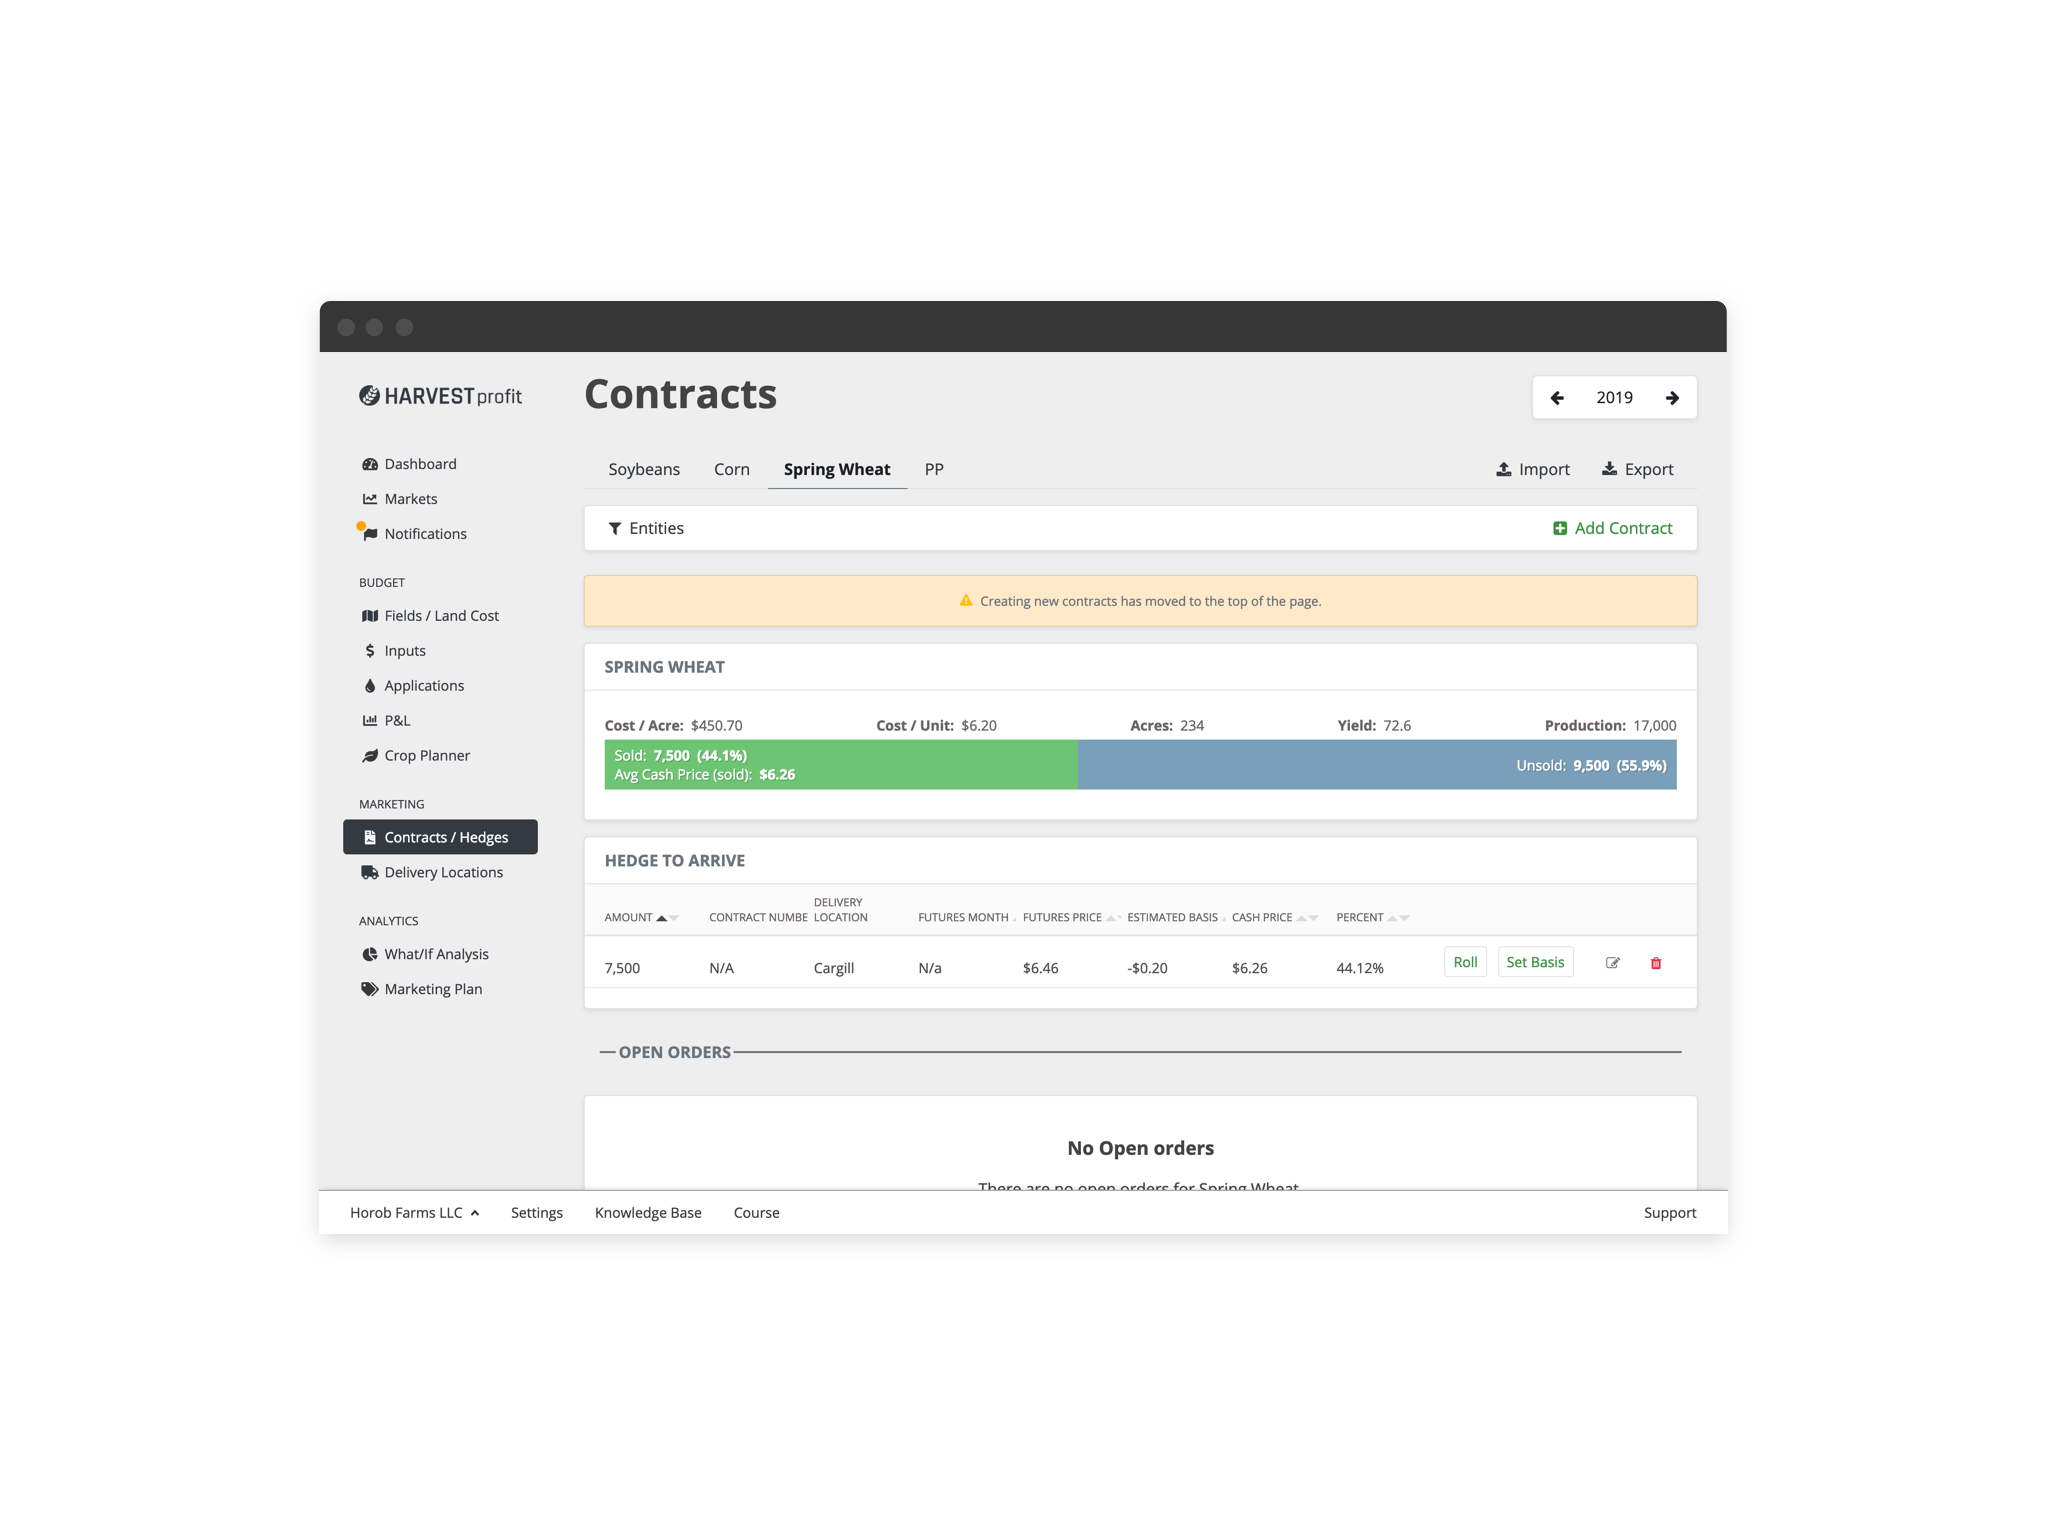 HARVEST profit
Contracts
2019
Dashboard
Markets
Notifications
BUDGET
Fields / Land Cost
Inputs
Applications
P&L
Crop Planner
MARKETING
Contracts / Hedges
Delivery Locations
ANALYTICS
What/If Analysis
Marketing Plan
Soybeans Corn Spring Wheat PP Import Export
Entities Add Contract
Creating new contracts has moved to the top of the page.
SPRING WHEAT
Cost / Acre: $450.70 Cost / Unit: $6.20 Acres: 234 Yield: 72.6 Production: 17,000
Sold: 7,500 (44.1%)
Avg Cash Price (sold): $6.26
Unsold: 9,500 (55.9%)
HEDGE TO ARRIVE
AMOUNT CONTRACT NUMBE DELIVERY LOCATION FUTURES MONTH FUTURES PRICE ESTIMATED BASIS CASH PRICE PERCENT
7,500 N/A Cargill N/a $6.46 -$0.20 $6.26 44.12% Roll Set Basis
OPEN ORDERS
No Open orders
There are no open orders for Spring Wheat
Horob Farms LLC Settings Knowledge Base Course Support